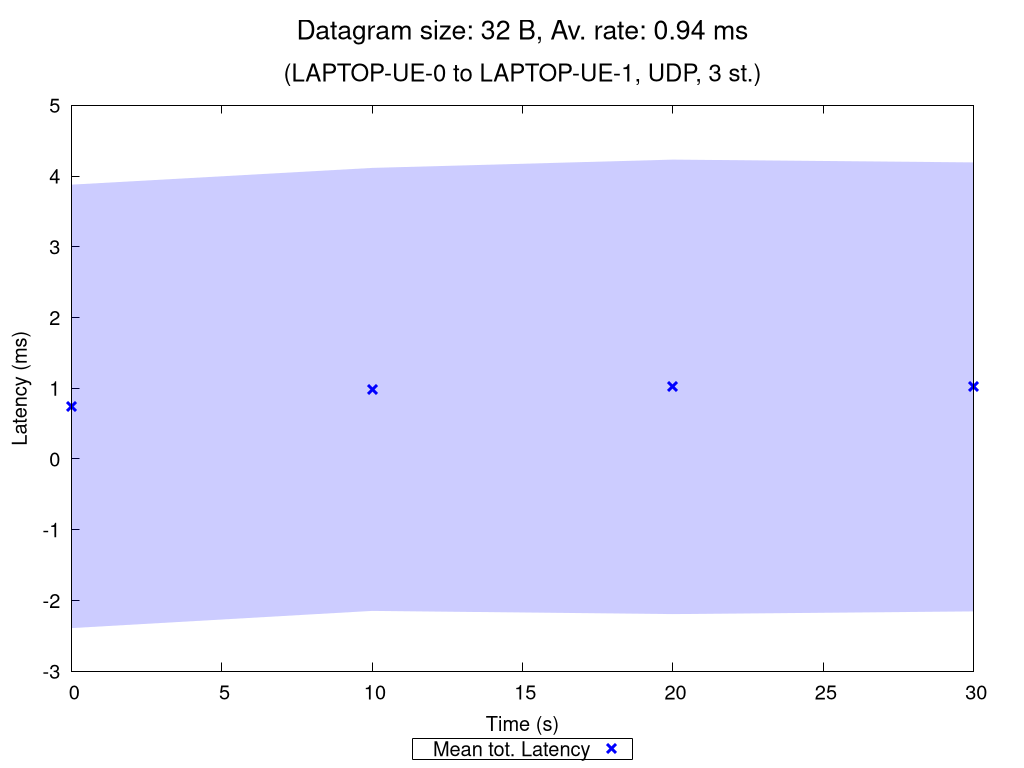 Datagram size: 32 B, Av. rate: 0.94 ms
(LAPTOP-UE-0 to LAPTOP-UE-1, UDP, 3 st.)
5
4
3
2
1
0
-1
-2
-3
Latency (ms)
0 5 10 15 20 25 30
Time (s)
Mean tot. Latency